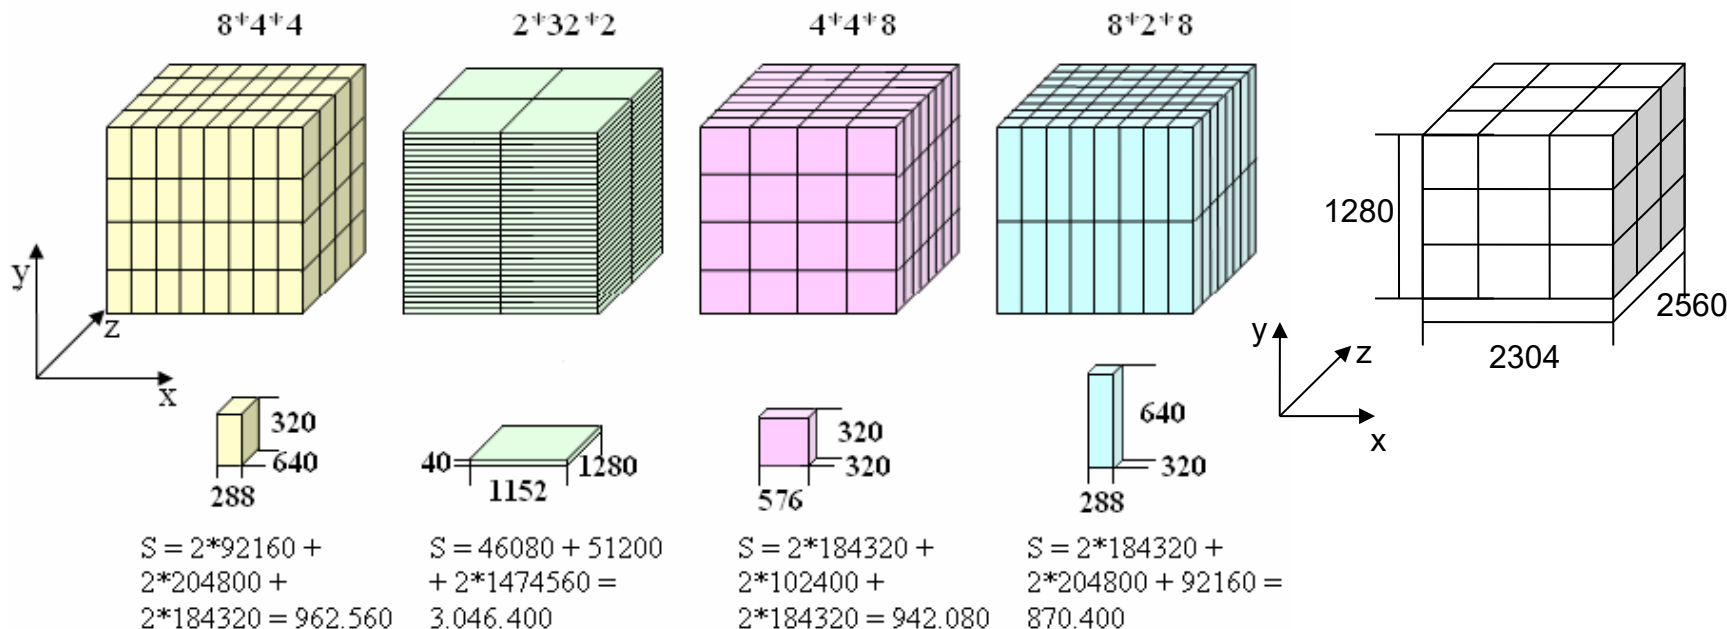 8*4*4
2*32*2
4*4*8
8*2*8
1280
2560
2304
y
z
x
y
z
x
320
640
288
40
1280
1152
320
320
576
640
320
288
S = 2*92160 +
2*204800 +
2*184320 = 962.560
S = 46080 + 51200
+ 2*1474560 =
3.046.400
S = 2*184320 +
2*102400 +
2*184320 = 942.080
S = 2*184320 +
2*204800 + 92160 =
870.400